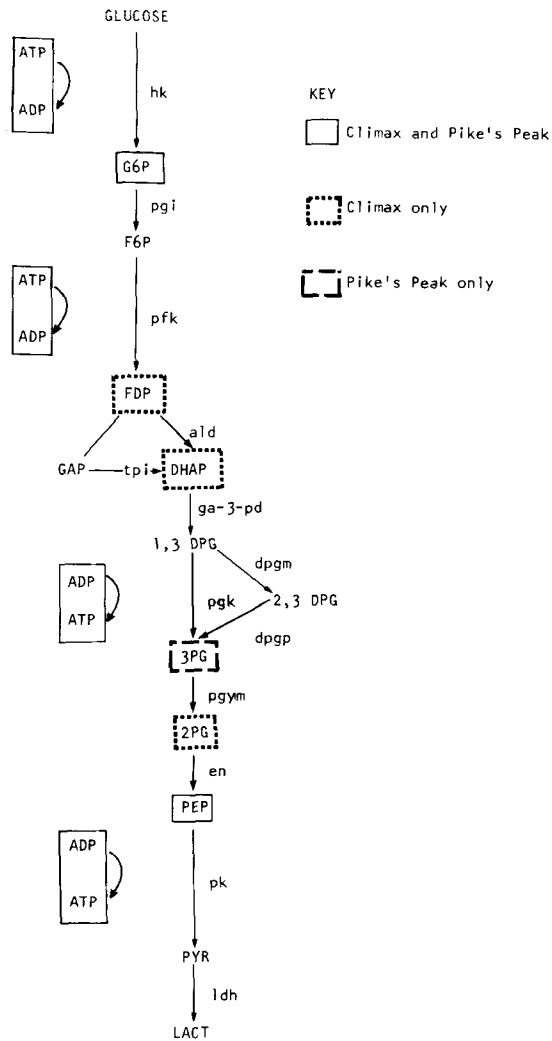 GLUCOSE
ATP
ADP
hk
KEY
Climax and Pike's Peak
G6P
pgi
Climax only
F6P
ATP
ADP
pfk
Pike's Peak only
FDP
ald
GAP
tpi
DHAP
ga-3-pd
1,3 DPG
dpgm
ADP
ATP
pgk
2,3 DPG
dpgp
3PG
pgym
2PG
en
PEP
ADP
ATP
pk
PYR
ldh
LACT